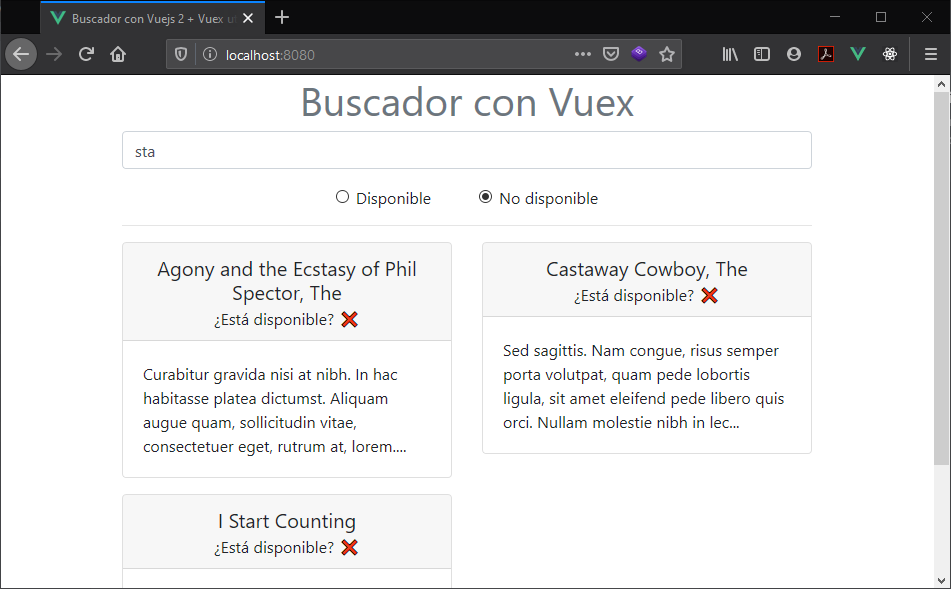 Buscador con Vuejs 2 + Vuex
localhost:8080
Buscador con Vuex
sta
Disponible
No disponible
Agony and the Ecstasy of Phil
Spector, The
¿Está disponible? ❌
Curabitur gravida nisi at nibh. In hac
habitasse platea dictumst. Aliquam
augue quam, sollicitudin vitae,
consectetuer eget, rutrum at, lorem....
Castaway Cowboy, The
¿Está disponible? ❌
Sed sagittis. Nam congue, risus semper
porta volutpat, quam pede lobortis
ligula, sit amet eleifend pede libero quis
orci. Nullam molestie nibh in lec...
I Start Counting
¿Está disponible? ❌